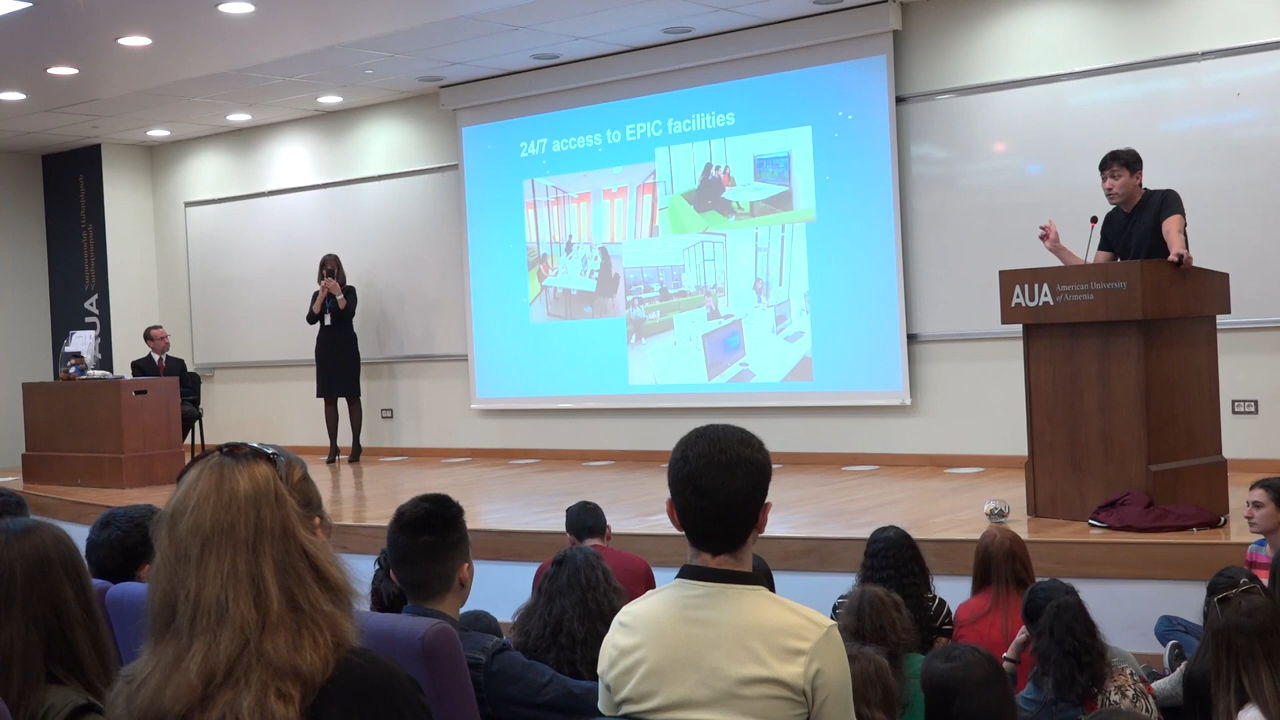 24/7 access to EPIC facilities
AUA
American University
of Armenia
AUA